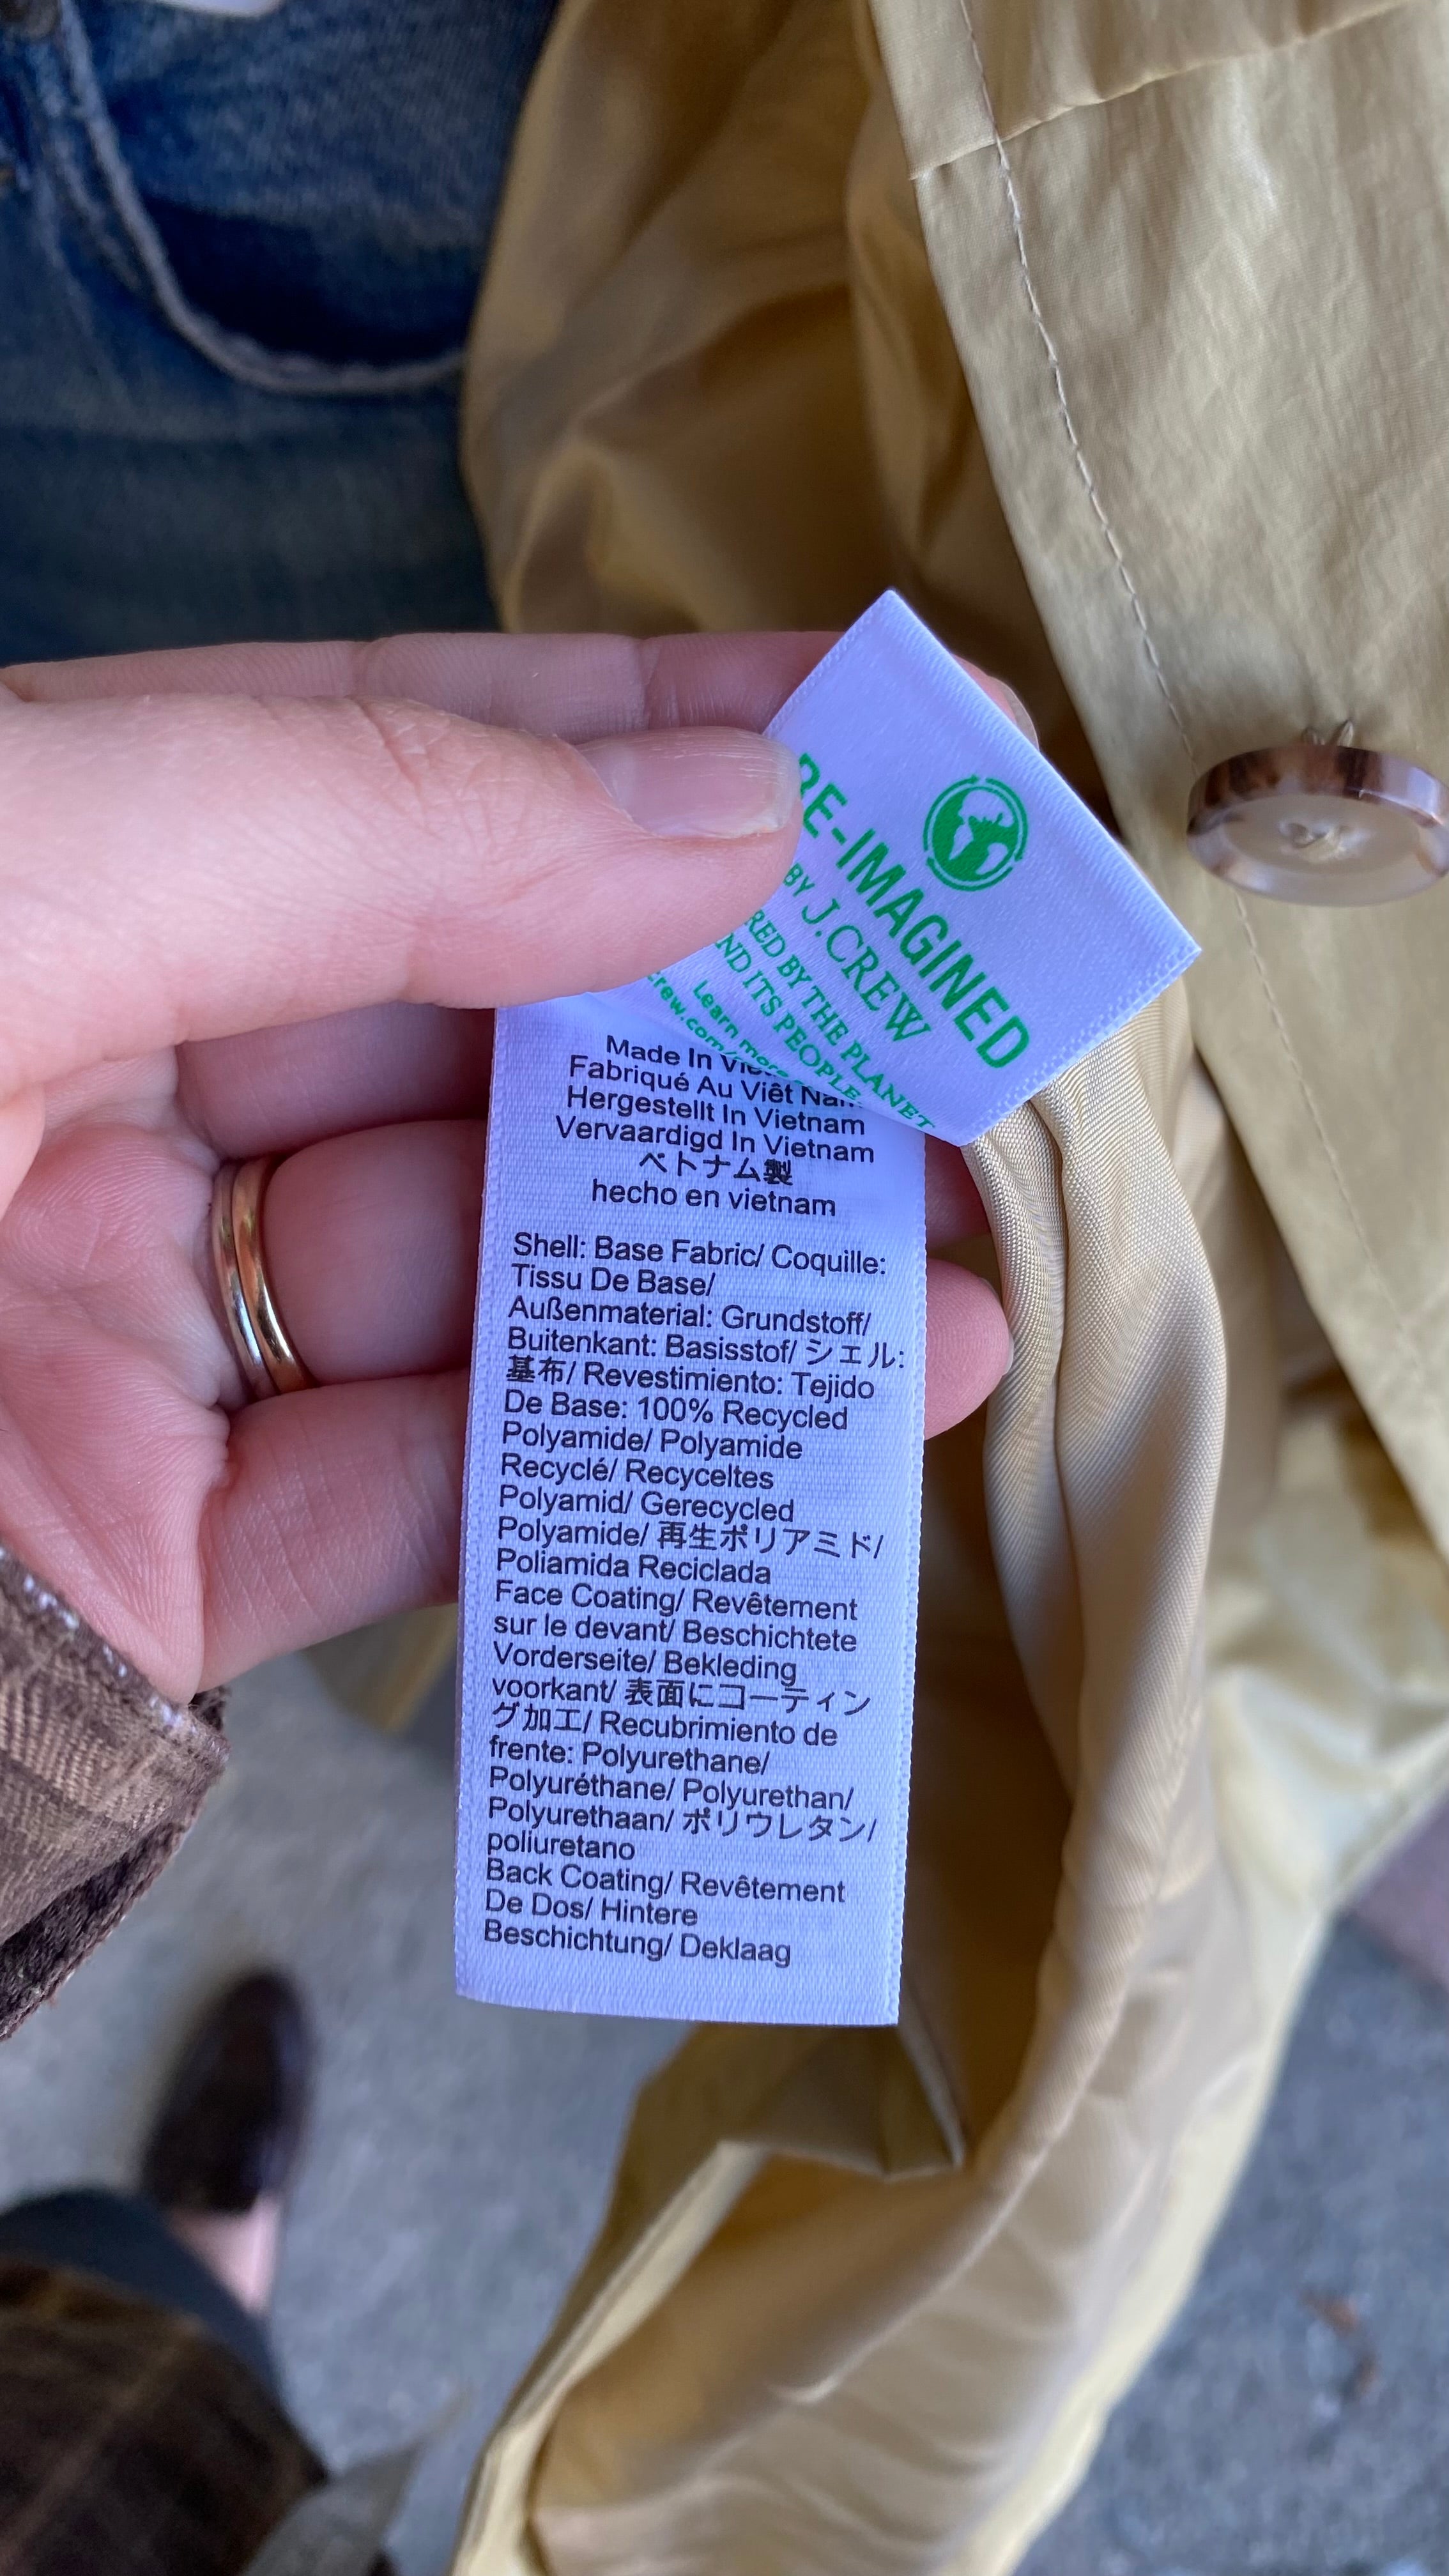 RE-IMAGINED
BY J.CREW
RED BY THE PLANET
ND ITS PEOPLE
Learn more
crew.com/
Made In Vie
Fabriqué Au Viêt Nam
Hergestellt In Vietnam
Vervaardigd In Vietnam
ベトナム製
hecho en vietnam
Shell: Base Fabric/ Coquille:
Tissu De Base/
Außenmaterial: Grundstoff/
Buitenkant: Basisstof/ シェル:
基布/ Revestimiento: Tejido
De Base: 100% Recycled
Polyamide/ Polyamide
Recyclé/ Recyceltes
Polyamid/ Gerecycled
Polyamide/ 再生ポリアミド/
Poliamida Reciclada
Face Coating/ Revêtement
sur le devant/ Beschichtete
Vorderseite/ Bekleding
voorkant/ 表面にコーティン
グ加工/ Recubrimiento de
frente: Polyurethane/
Polyuréthane/ Polyurethan/
Polyurethaan/ ポリウレタン/
poliuretano
Back Coating/ Revêtement
De Dos/ Hintere
Beschichtung/ Deklaag